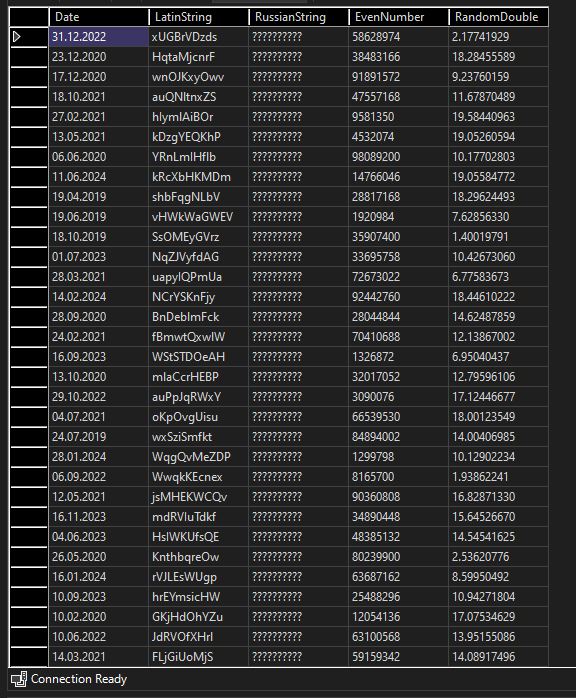 Date LatinString RussianString EvenNumber RandomDouble
31.12.2022 xUGBrVDzds ?????????? 58628974 2.17741929
23.12.2020 HqtaMjcnrF ?????????? 38483166 18.28455589
17.12.2020 wnOJKxyOwv ?????????? 91891572 9.23760159
18.10.2021 auQNltnxZS ?????????? 47557168 11.67870489
27.02.2021 hlymIAiBOr ?????????? 9581350 19.58440963
13.05.2021 kDzgYEQKhP ?????????? 4532074 19.05260594
06.06.2020 YRnLmIHfIb ?????????? 98089200 10.17702803
11.06.2024 kRcXbHKMDm ?????????? 14766046 19.05584772
19.04.2019 shbFqgNLbV ?????????? 28817168 18.29624493
19.06.2019 vHWkWaGWEV ?????????? 1920984 7.62856330
18.10.2019 SsOMEyGVrz ?????????? 35907400 1.40019791
01.07.2023 NqZJVyfdAG ?????????? 33695758 10.42673060
28.03.2021 uapylQPmUa ?????????? 72673022 6.77583673
14.02.2024 NCrYSKnFjy ?????????? 92442760 18.44610222
28.09.2020 BnDebImFck ?????????? 28044844 14.62487859
24.02.2021 fBmwtQxwIW ?????????? 70410688 12.13867002
16.09.2023 WStSTDOeAH ?????????? 1326872 6.95040437
13.10.2020 mlaCcrHEBP ?????????? 32017052 12.79596106
29.10.2022 auPpJqRWxY ?????????? 3090076 17.12446677
04.07.2021 oKpOvgUisu ?????????? 66539530 18.00123549
24.07.2019 wxSziSmfkt ?????????? 84894002 14.00406985
28.01.2024 WqgQvMeZDP ?????????? 1299798 10.12902234
06.09.2022 WwqkKEcnex ?????????? 8165700 1.93862241
12.05.2021 jsMHEKWCQv ?????????? 90360808 16.82871330
16.11.2023 mdRVIuTdkf ?????????? 34890448 15.64526670
04.06.2023 HsIWKUfsQE ?????????? 48385132 14.54541625
26.05.2020 KnthbqreOw ?????????? 80239900 2.53620776
16.01.2024 rVJLEsWUgp ?????????? 63687162 8.59950492
10.09.2023 hrEYmsicHW ?????????? 25488296 10.94271804
10.02.2020 GKjHdOhYZu ?????????? 12054136 17.07534629
10.06.2022 JdRVOfXHrI ?????????? 63100568 13.95155086
14.03.2021 FLjGiUoMjS ?????????? 59159342 14.08917496
Connection Ready